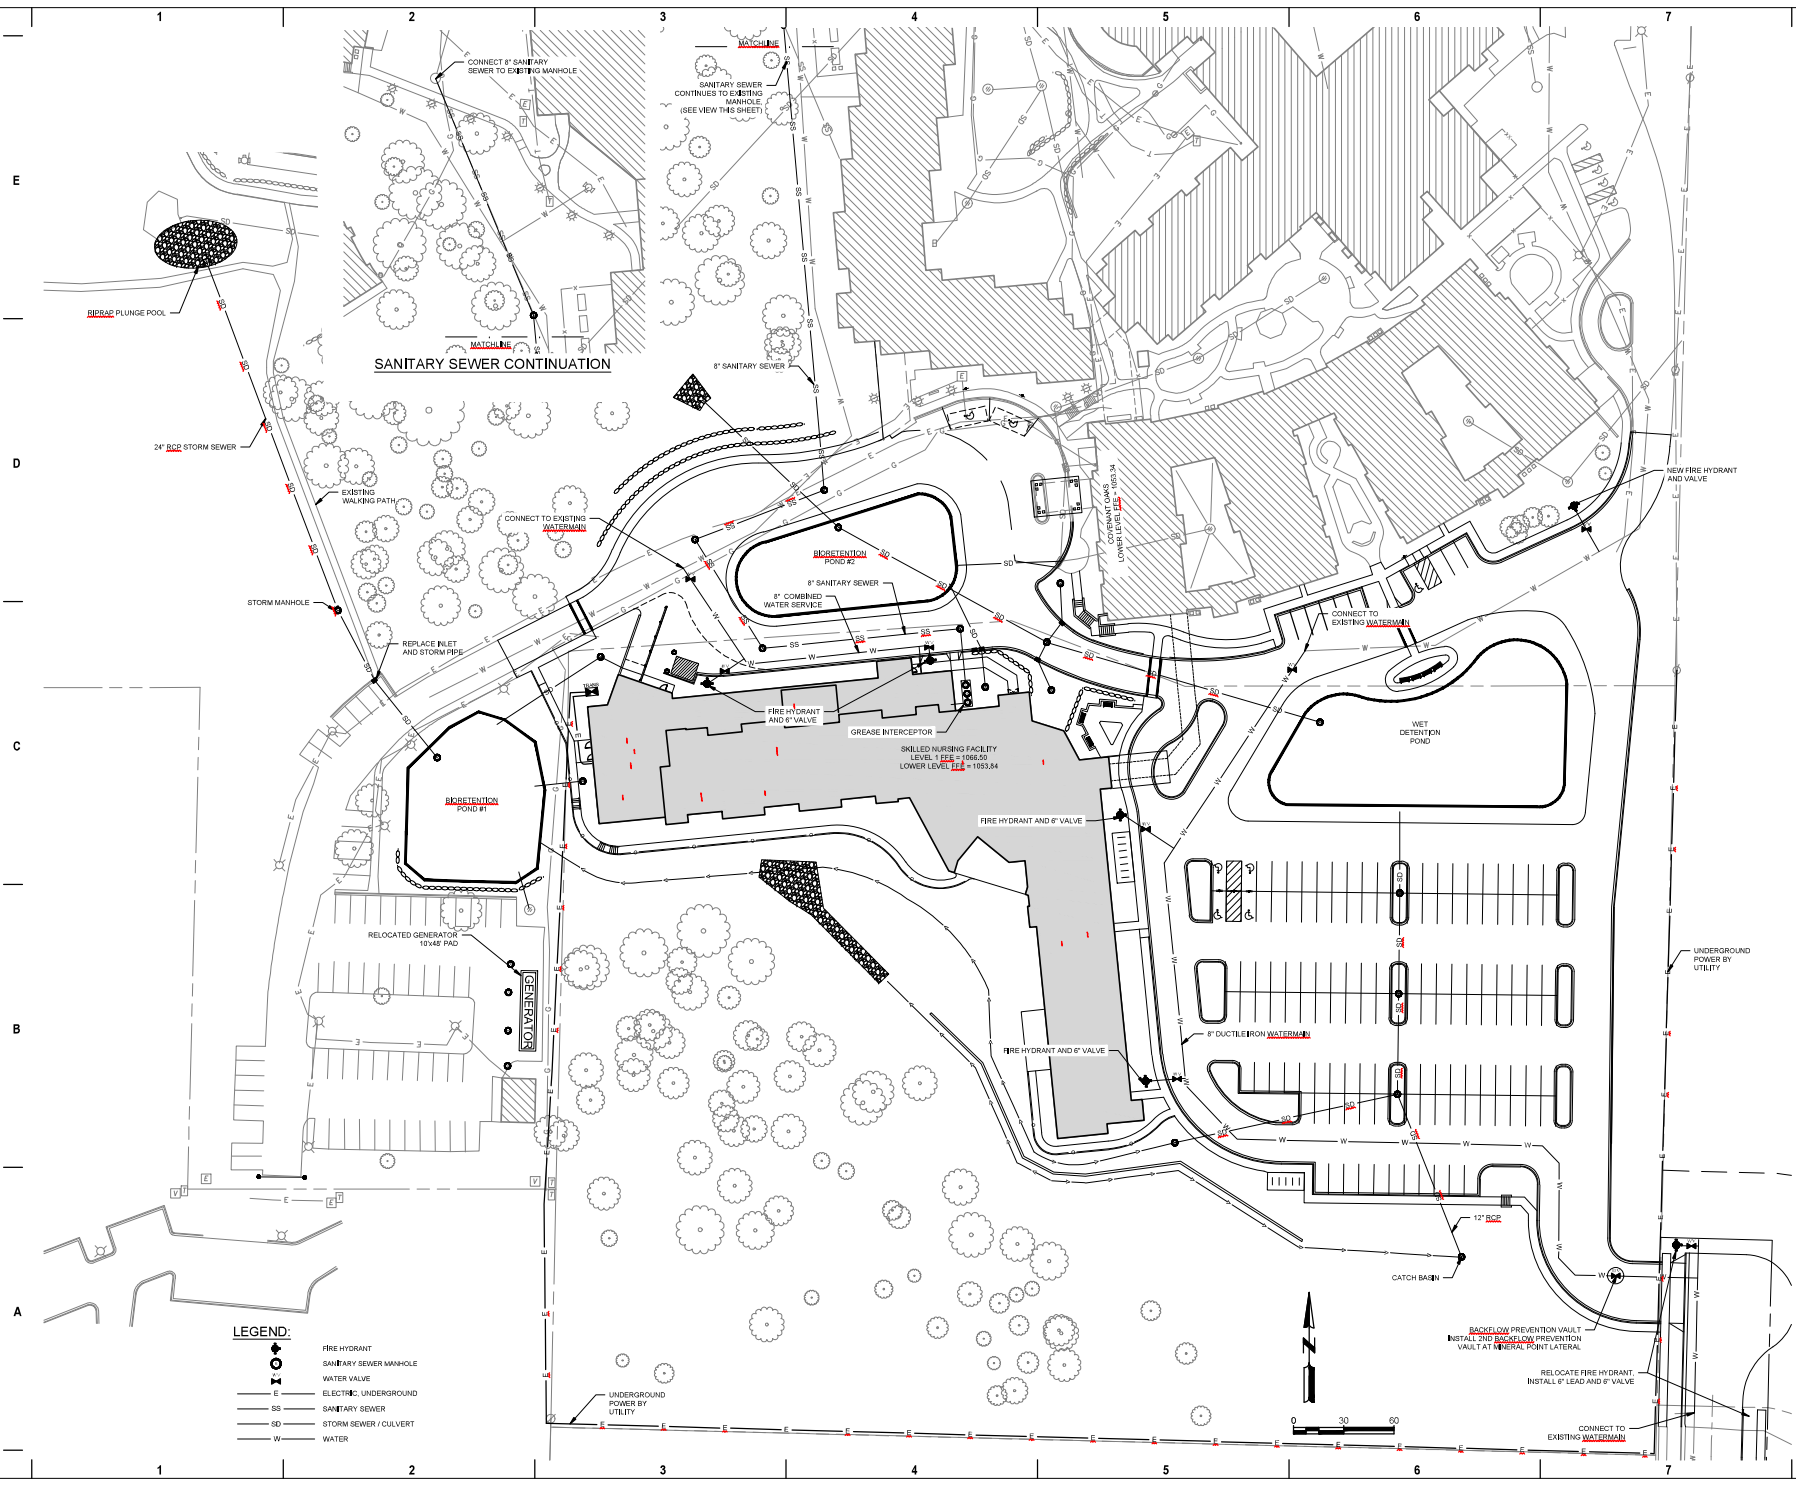 1 2 3 4 5 6 7
E
D
C
B
A
CONNECT 8" SANITARY
SEWER TO EXISTING MANHOLE
MATCHLINE
SANITARY SEWER CONTINUATION
MATCHLINE
SANITARY SEWER
CONTINUES TO EXISTING
MANHOLE.
(SEE VIEW THIS SHEET)
RIPRAP PLUNGE POOL
8" SANITARY SEWER
24" RCP STORM SEWER
EXISTING
WALKING PATH
CONNECT TO EXISTING
WATERMAIN
COVENANT OAKS
LOWER LEVEL FFE = 1053.34
NEW FIRE HYDRANT
AND VALVE
BIORETENTION
POND #2
8" SANITARY SEWER
8" COMBINED
WATER SERVICE
STORM MANHOLE
REPLACE INLET
AND STORM PIPE
CONNECT TO
EXISTING WATERMAIN
FIRE HYDRANT
AND 6" VALVE
GREASE INTERCEPTOR
SKILLED NURSING FACILITY
LEVEL 1 FFE = 1066.50
LOWER LEVEL FFE = 1053.84
WET
DETENTION
POND
BIORETENTION
POND #1
FIRE HYDRANT AND 6" VALVE
RELOCATED GENERATOR
10'x48' PAD
GENERATOR
UNDERGROUND
POWER BY
UTILITY
8" DUCTILE IRON WATERMAIN
FIRE HYDRANT AND 6" VALVE
12" RCP
CATCH BASIN
BACKFLOW PREVENTION VAULT
INSTALL 2ND BACKFLOW PREVENTION
VAULT AT MINERAL POINT LATERAL
RELOCATE FIRE HYDRANT,
INSTALL 6" LEAD AND 6" VALVE
CONNECT TO
EXISTING WATERMAIN
UNDERGROUND
POWER BY
UTILITY
N
0 30 60
LEGEND:
FIRE HYDRANT
SANITARY SEWER MANHOLE
WATER VALVE
E ELECTRIC, UNDERGROUND
SS SANITARY SEWER
SD STORM SEWER / CULVERT
W WATER
1 2 3 4 5 6 7